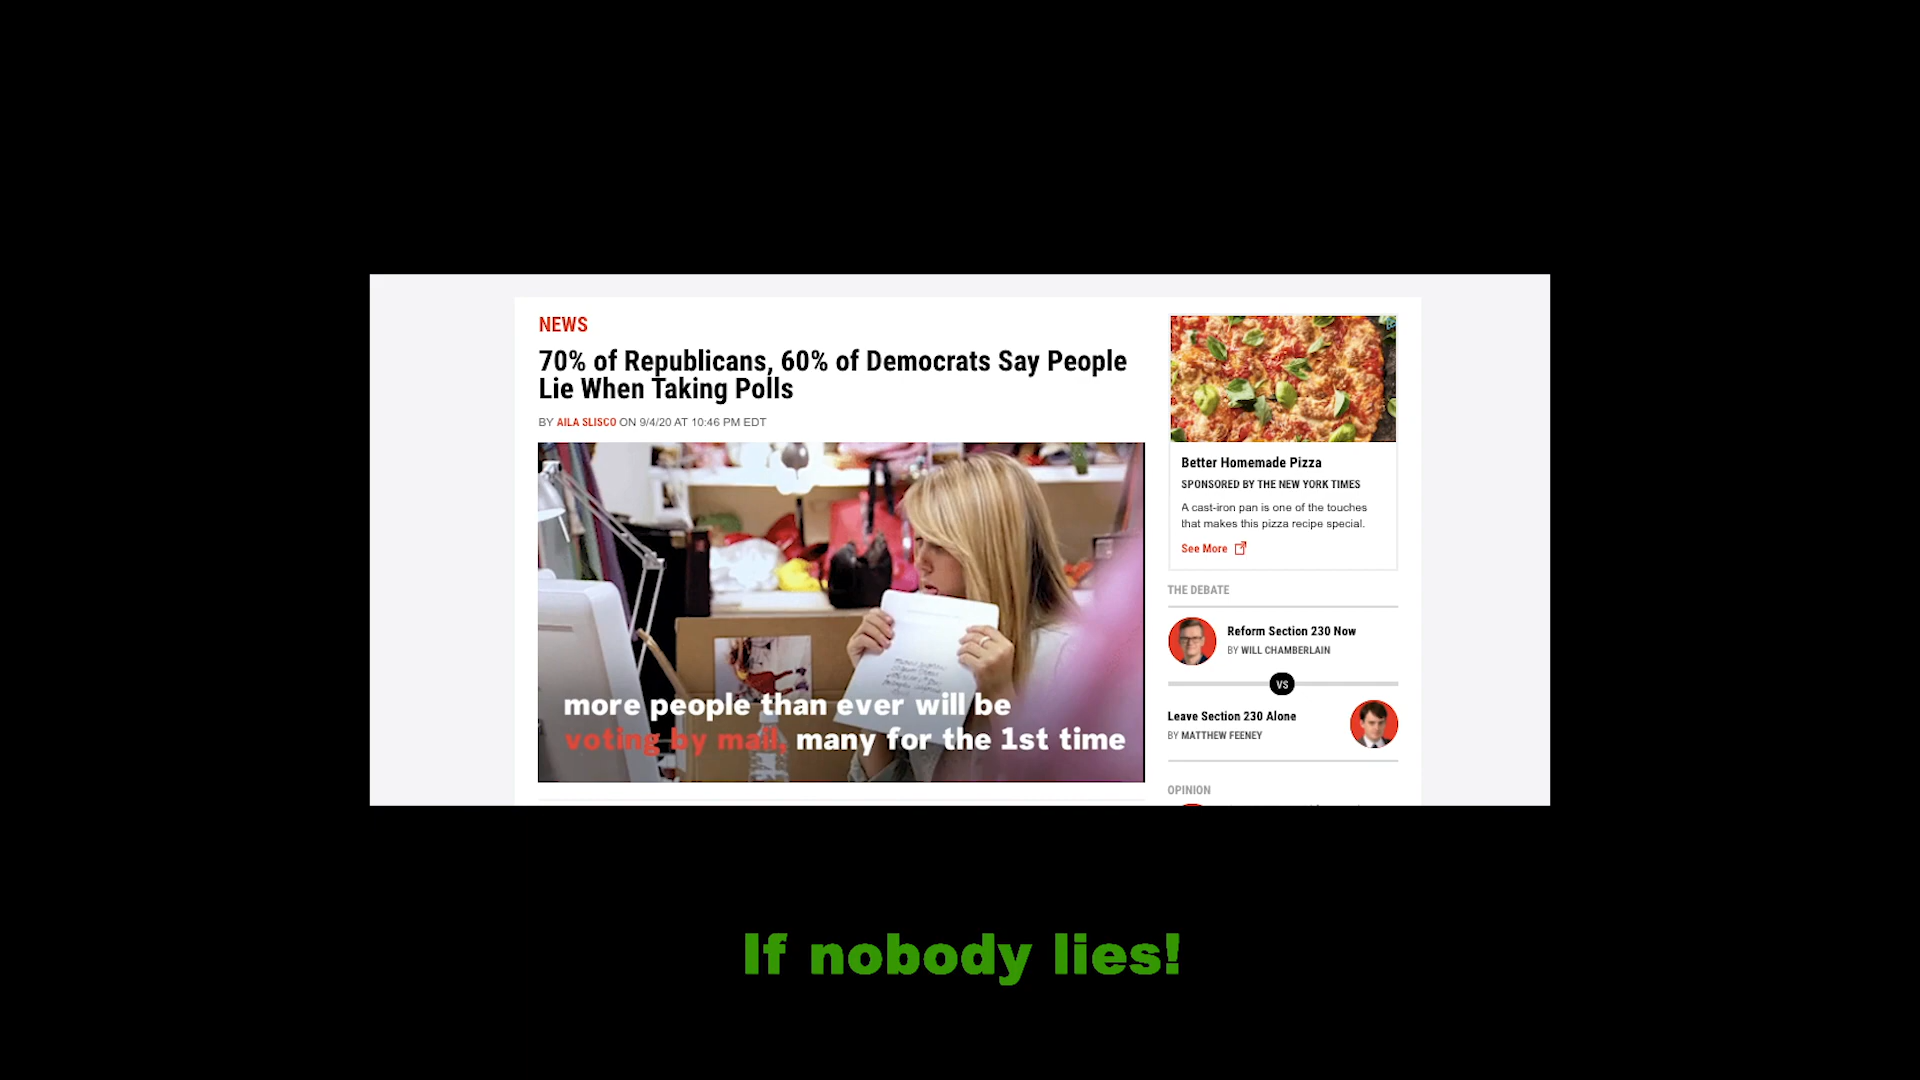 NEWS
70% of Republicans, 60% of Democrats Say People
Lie When Taking Polls
BY AILA SLISCO ON 9/4/20 AT 10:46 PM EDT
more people than ever will be
voting by mail, many for the 1st time
Better Homemade Pizza
SPONSORED BY THE NEW YORK TIMES
A cast-iron pan is one of the touches
that makes this pizza recipe special.
See More
THE DEBATE
Reform Section 230 Now
BY WILL CHAMBERLAIN
VS
Leave Section 230 Alone
BY MATTHEW FEENEY
OPINION
If nobody lies!